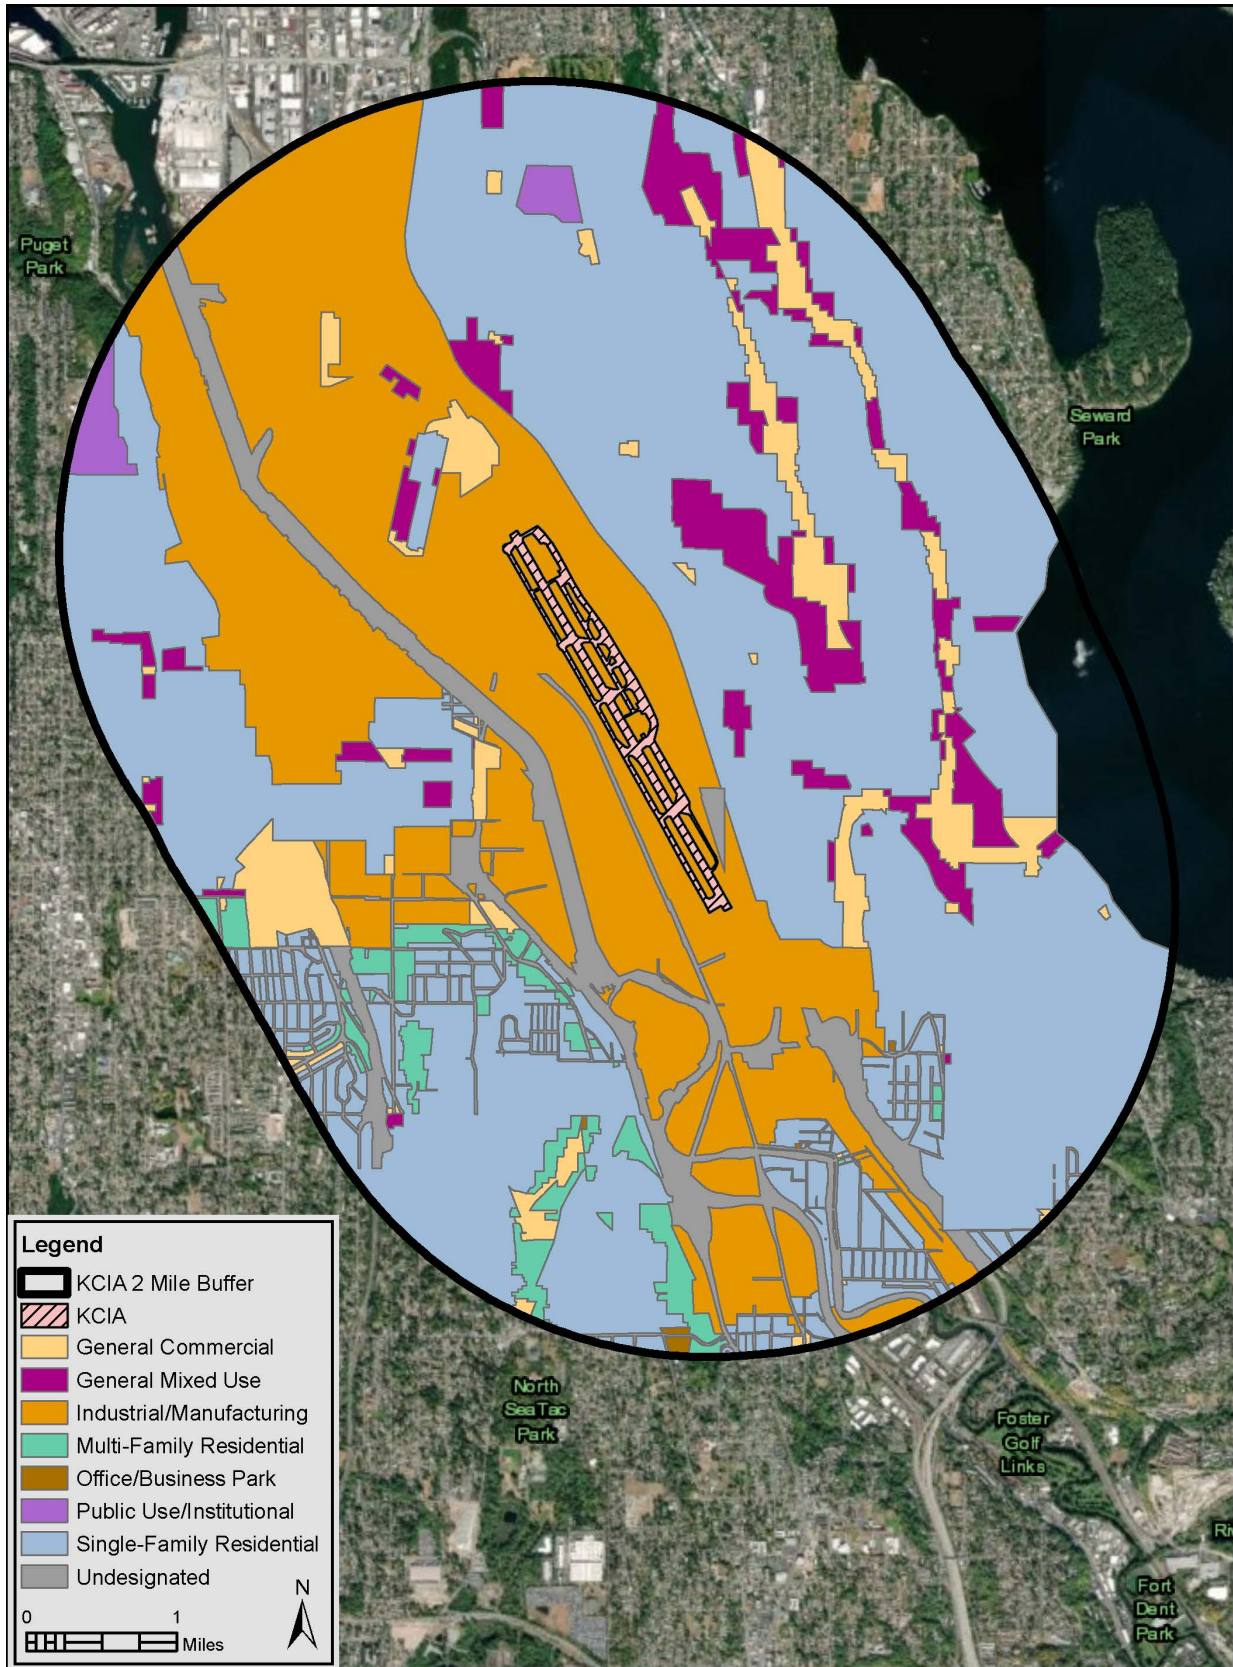 Puget
Park
Seward
Park
Legend
KCIA 2 Mile Buffer
KCIA
General Commercial
General Mixed Use
Industrial/Manufacturing
Multi-Family Residential
Office/Business Park
Public Use/Institutional
Single-Family Residential
Undesignated
N
0 1
Miles
North
SeaTac
Park
Foster
Golf
Links
Riv
Fort
Dent
Park